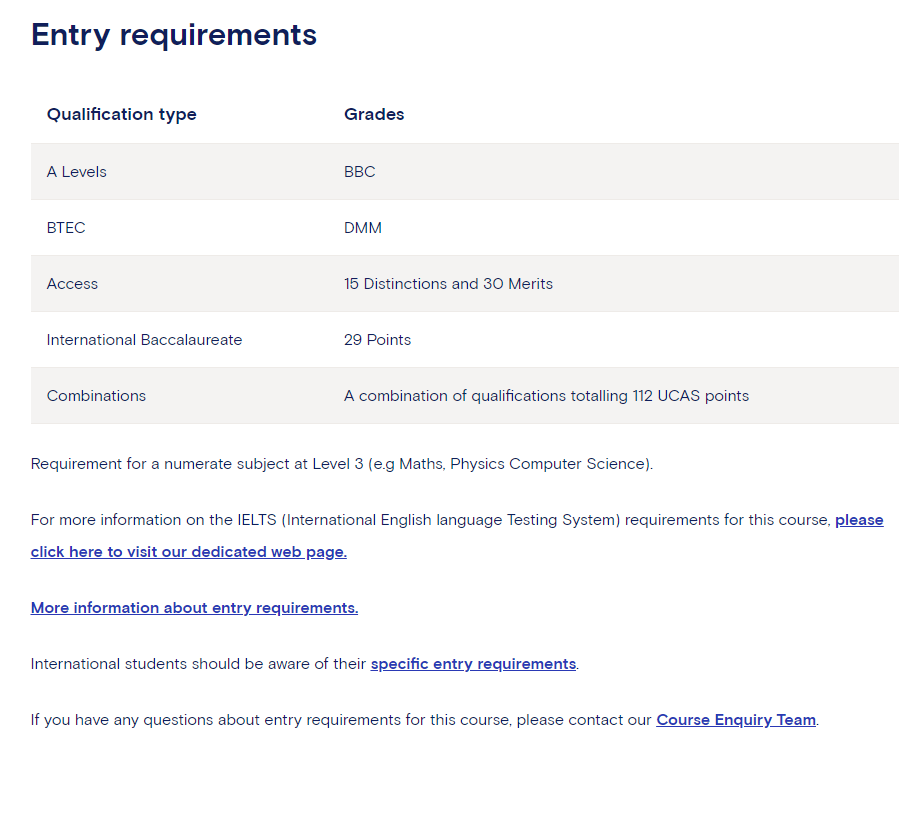 Entry requirements
Qualification type Grades
A Levels BBC
BTEC DMM
Access 15 Distinctions and 30 Merits
International Baccalaureate 29 Points
Combinations A combination of qualifications totalling 112 UCAS points
Requirement for a numerate subject at Level 3 (e.g Maths, Physics Computer Science).
For more information on the IELTS (International English language Testing System) requirements for this course, please
click here to visit our dedicated web page.
More information about entry requirements.
International students should be aware of their specific entry requirements.
If you have any questions about entry requirements for this course, please contact our Course Enquiry Team.